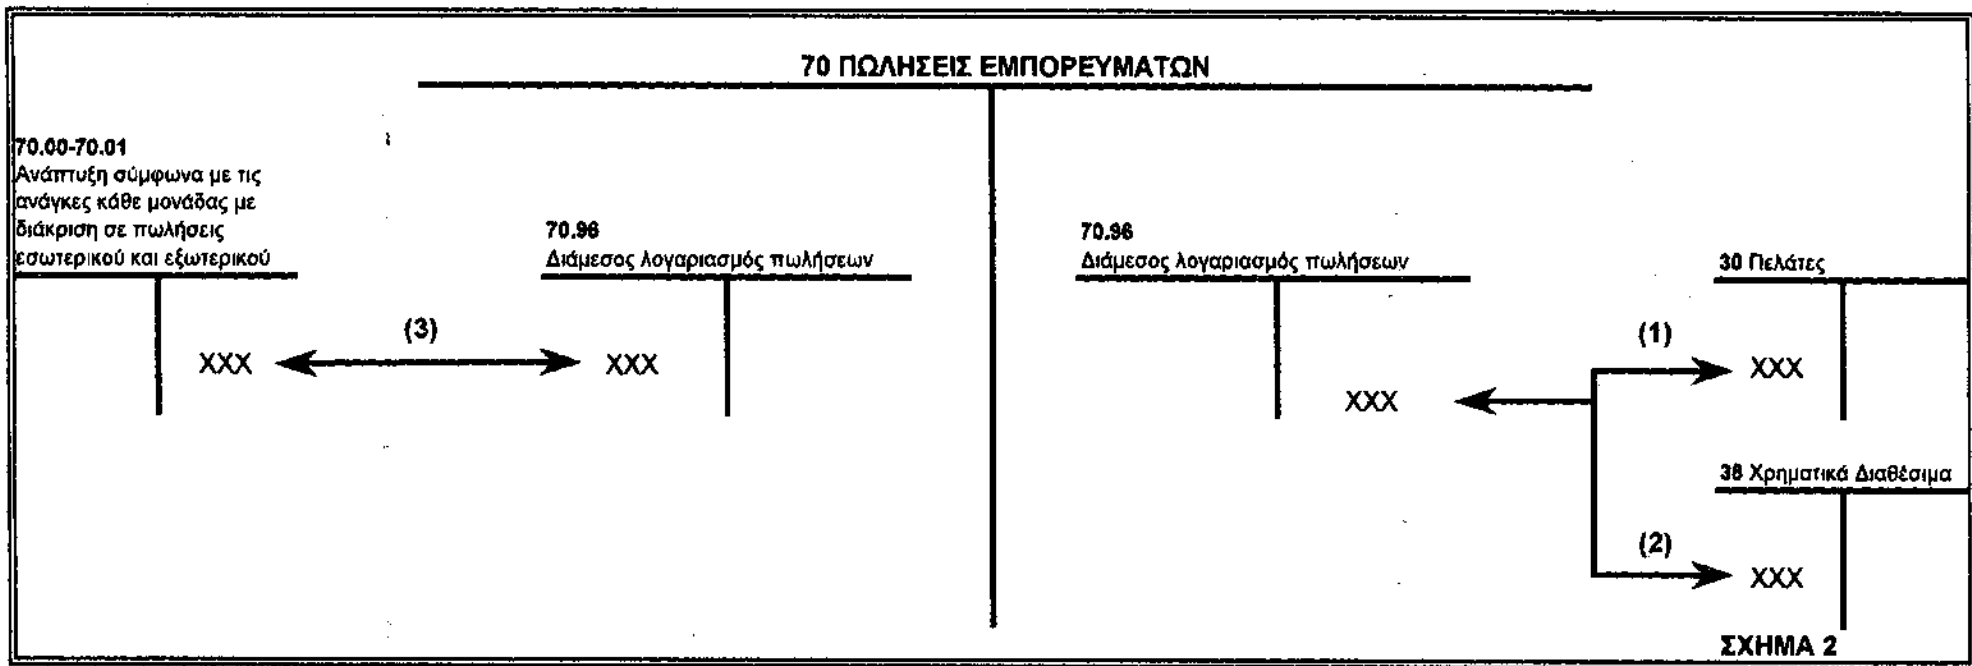 70 ΠΩΛΗΣΕΙΣ ΕΜΠΟΡΕΥΜΑΤΩΝ
70.00-70.01
Ανάπτυξη σύμφωνα με τις
ανάγκες κάθε μονάδας με
διάκριση σε πωλήσεις
εσωτερικού και εξωτερικού
XXX
(3)
70.96
Διάμεσος λογαριασμός πωλήσεων
XXX
70.96
Διάμεσος λογαριασμός πωλήσεων
XXX
30 Πελάτες
(1)
XXX
38 Χρηματικά Διαθέσιμα
(2)
XXX
ΣΧΗΜΑ 2